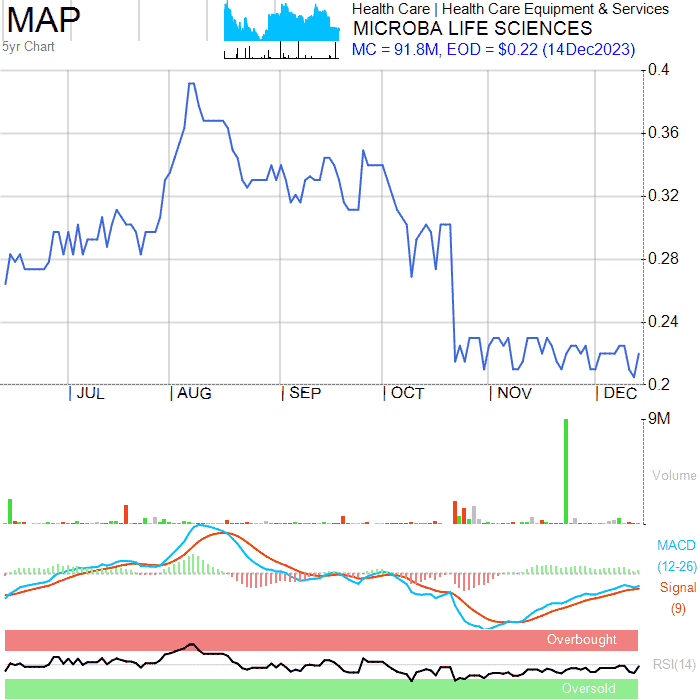 MAP
5yr Chart
Health Care | Health Care Equipment & Services
MICROBA LIFE SCIENCES
MC = 91.8M, EOD = $0.22 (14Dec2023)
0.4
0.36
0.32
0.28
0.24
0.2
JUL
AUG
SEP
OCT
NOV
DEC
9M
Volume
MACD
(12-26)
Signal
(9)
Overbought
RSI(14)
Oversold